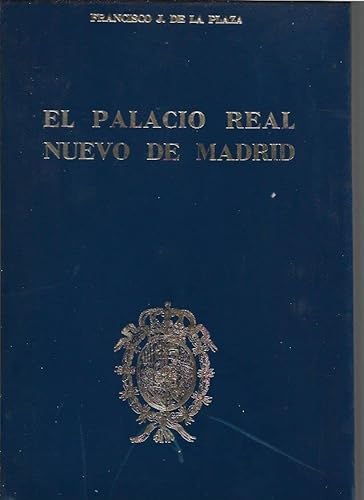 FRANCISCO J. DE LA PLAZA
EL PALACIO REAL
NUEVO DE MADRID